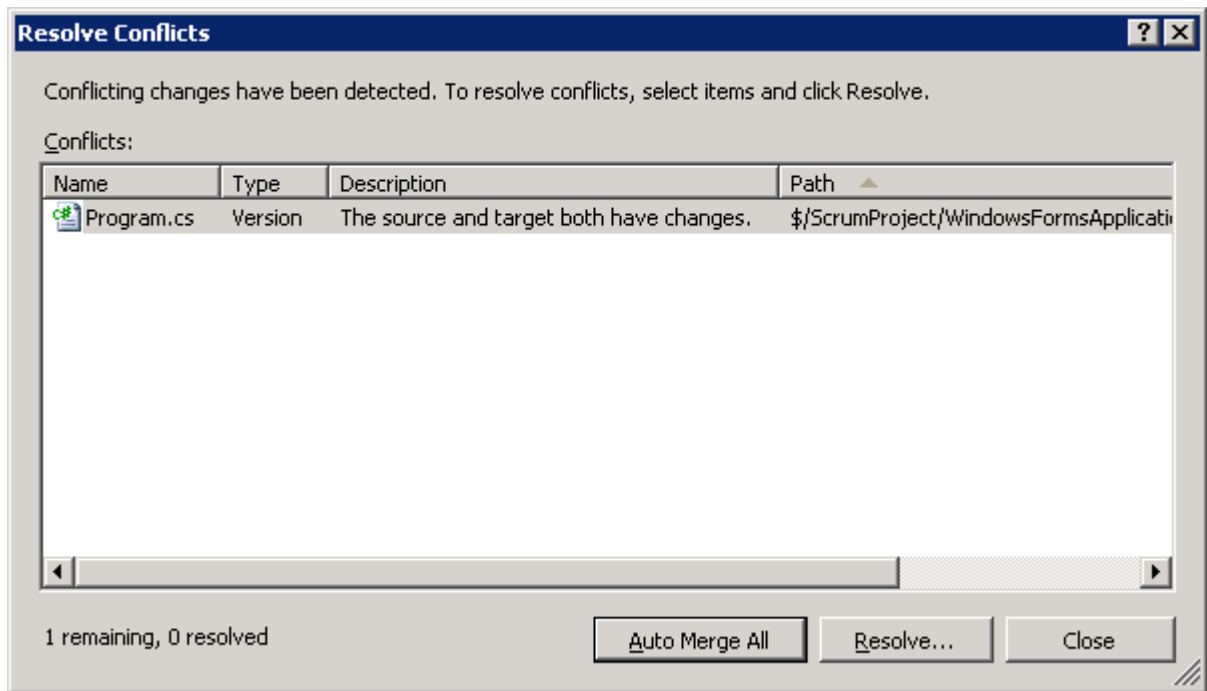 Resolve Conflicts
Conflicting changes have been detected. To resolve conflicts, select items and click Resolve.
Conflicts:
Name Type Description Path
Program.cs Version The source and target both have changes. $/ScrumProject/WindowsFormsApplicati
1 remaining, 0 resolved Auto Merge All Resolve... Close